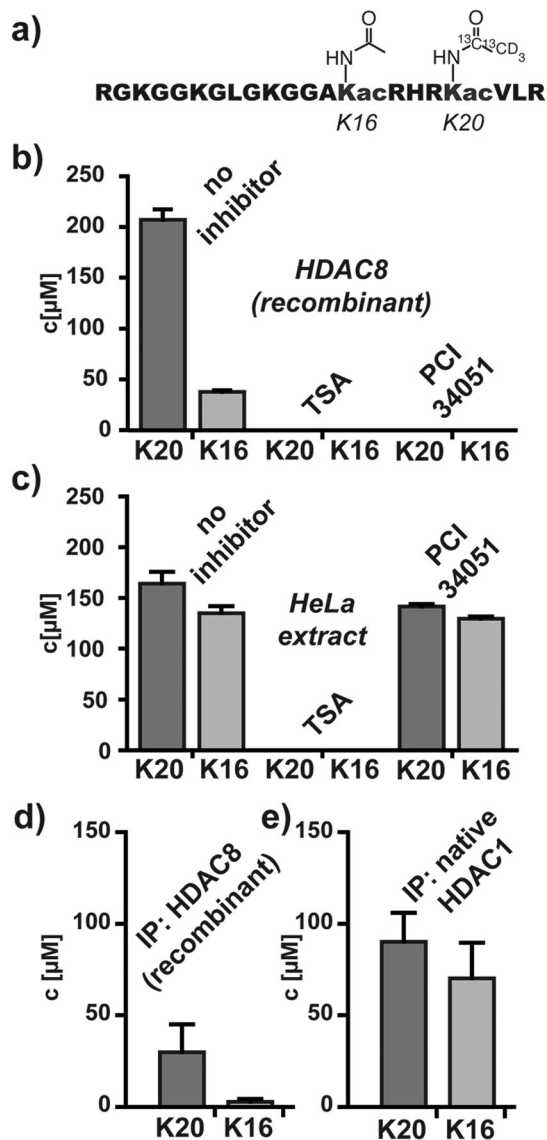 a)
O
HN
O
13C 13CD3
HN
RGKGGKGLGKGGAKacRHRKacVLR
K16 K20
b)
250
200
150
100
50
0
c[µM]
no
inhibitor
HDAC8
(recombinant)
TSA
PCI
34051
K20 K16 K20 K16 K20 K16
c)
250
200
150
100
50
0
c[µM]
no
inhibitor
HeLa
extract
TSA
PCI
34051
K20 K16 K20 K16 K20 K16
d)
150
100
50
0
c [µM]
IP: HDAC8
(recombinant)
K20 K16
e)
150
100
50
0
c [µM]
IP: native
HDAC1
K20 K16